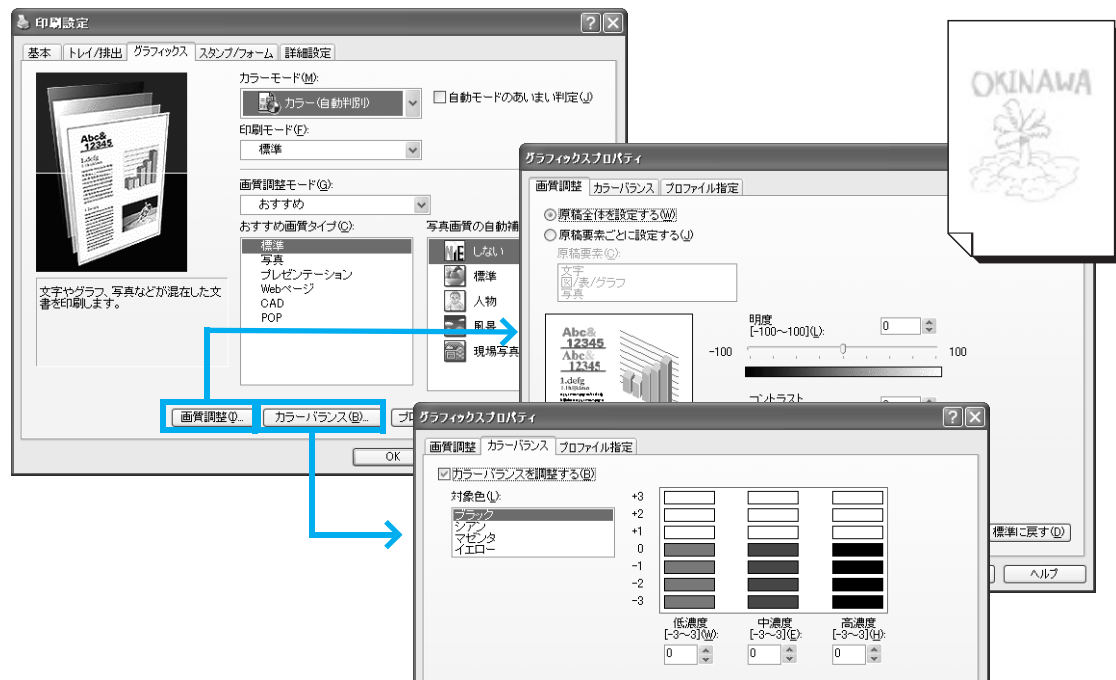 印刷設定
基本 トレイ/排出 グラフィックス スタンプ/フォーム 詳細設定
カラーモード(M):
カラー(自動判別)
自動モードのあいまい判定(J)
印刷モード(F):
標準
画質調整モード(G):
おすすめ
おすすめ画質タイプ(C):
標準
写真
プレゼンテーション
Webページ
CAD
POP
写真画質の自動補
しない
標準
人物
風景
現場写真
Abc&
12345
1.defg
文字やグラフ、写真などが混在した文
書を印刷します。
画質調整(I)...
カラーバランス(B)...
プロ
OK
グラフィックスプロパティ
画質調整 カラーバランス プロファイル指定
原稿全体を設定する(W)
原稿要素ごとに設定する(J)
原稿要素(C):
文字
図/表/グラフ
写真
Abc&
12345
Abc&
12345
1.defg
明度
[-100～100](L):
0
-100
100
コントラスト
標準に戻す(D)
ヘルプ
OKINAWA
グラフィックスプロパティ
画質調整 カラーバランス プロファイル指定
カラーバランスを調整する(B)
対象色(L):
ブラック
シアン
マゼンタ
イエロー
+3
+2
+1
0
-1
-2
-3
低濃度
[-3～3](W):
0
中濃度
[-3～3](E):
0
高濃度
[-3～3](H):
0